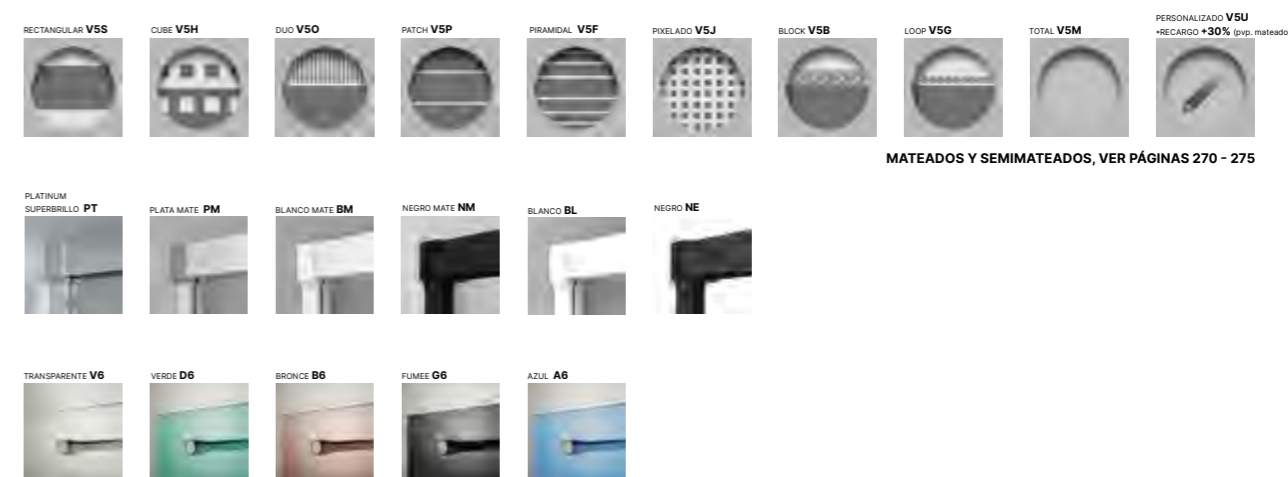 PERSONALIZADO V5U
RECTANGULAR V5S CUBE V5H DUO V5O PATCH V5P PIRAMIDAL V5F PIXELADO V5J BLOCK V5B LOOP V5G TOTAL V5M *RECARGO +30% (pvp. mateado
MATEADOS Y SEMIMATEADOS, VER PÁGINAS 270 - 275
PLATINUM
SUPERBRILLO PT PLATA MATE PM BLANCO MATE BM NEGRO MATE NM BLANCO BL NEGRO NE
TRANSPARENTE V6 VERDE D6 BRONCE B6 FUMEE G6 AZUL A6